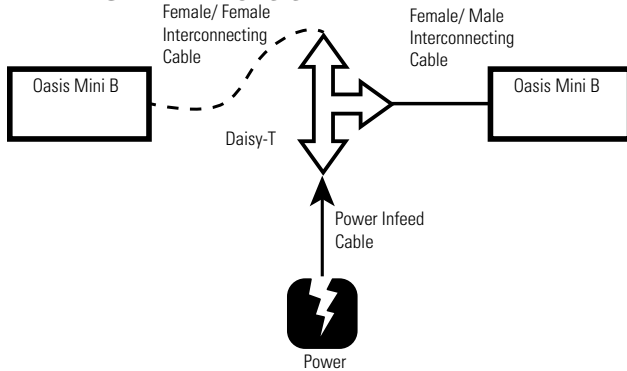 Female/ Female
Interconnecting
Cable
Female/ Male
Interconnecting
Cable
Oasis Mini B
Oasis Mini B
Daisy-T
Power Infeed
Cable
Power